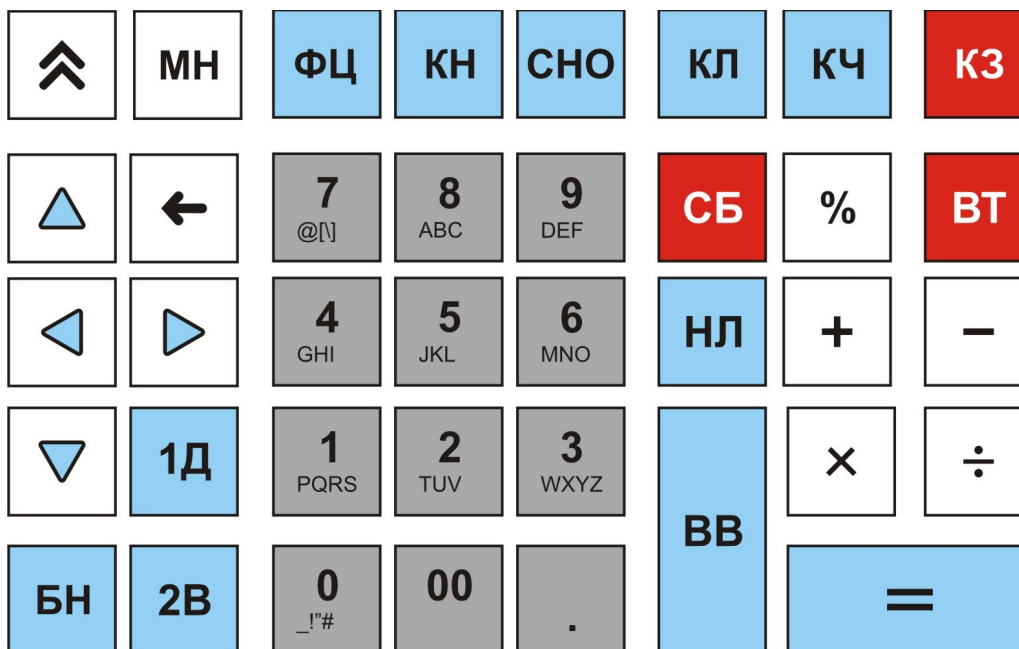 МН ФЦ КН СНО КЛ КЧ КЗ
7 8 9 СБ % ВТ
@[\] ABC DEF
4 5 6 НЛ + −
GHI JKL MNO
1Д 1 2 3 × ÷
PQRS TUV WXYZ
ВВ
БН 2В 0 00 . =
_!"#